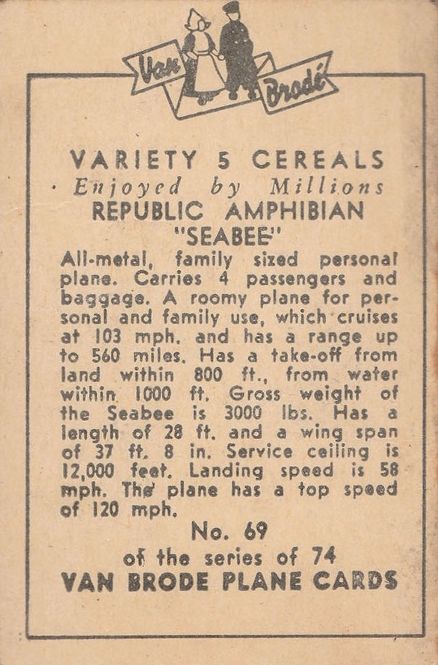 Van
Brode
VARIETY 5 CEREALS
Enjoyed by Millions
REPUBLIC AMPHIBIAN
"SEABEE"
All-metal, family sized personal
plane. Carries 4 passengers and
baggage. A roomy plane for per-
sonal and family use, which cruises
at 103 mph. and has a range up
to 560 miles. Has a take-off from
land within 800 ft., from water
within 1000 ft. Gross weight of
the Seabee is 3000 lbs. Has a
length of 28 ft. and a wing span
of 37 ft. 8 in. Service ceiling is
12,000 feet. Landing speed is 58
mph. The plane has a top speed
of 120 mph.
No. 69
of the series of 74
VAN BRODE PLANE CARDS